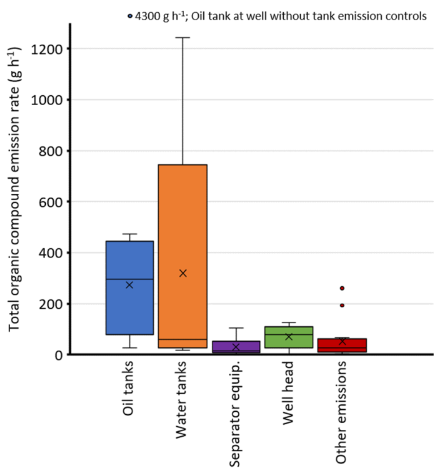 4300 g h⁻¹; Oil tank at well without tank emission controls
Total organic compound emission rate (g h⁻¹)
1200
1000
800
600
400
200
0
Oil tanks
Water tanks
Separator equip.
Well head
Other emissions